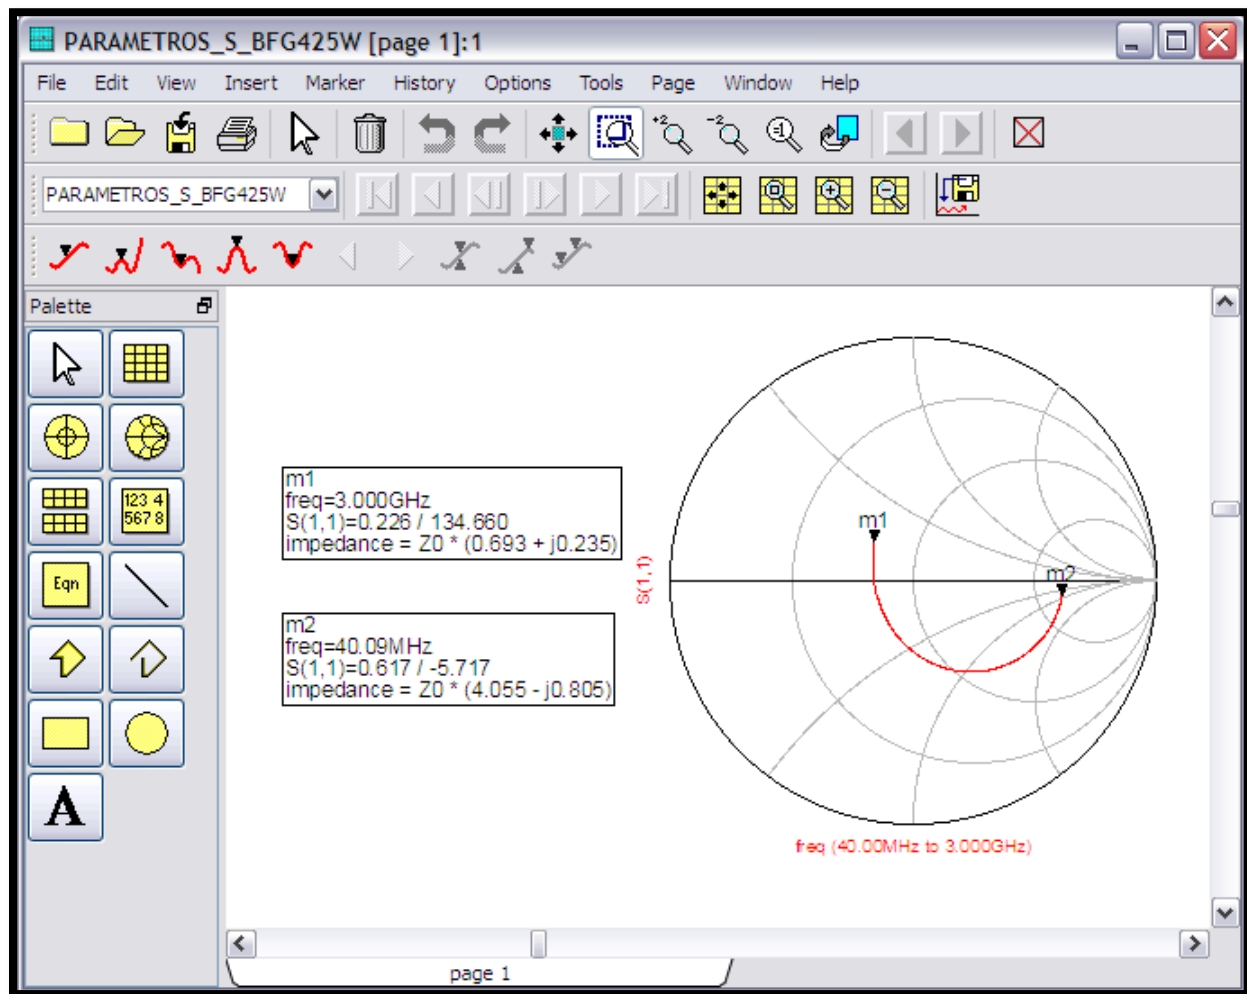 PARAMETROS_S_BFG425W [page 1]:1
File Edit View Insert Marker History Options Tools Page Window Help
+2 -2 =1
PARAMETROS_S_BFG425W
Palette
123 4
567 8
Eqn
A
m1
freq=3.000GHz
S(1,1)=0.226 / 134.660
impedance = Z0 * (0.693 + j0.235)
m2
freq=40.09MHz
S(1,1)=0.617 / -5.717
impedance = Z0 * (4.055 - j0.805)
S(1,1)
m1
m2
freq (40.00MHz to 3.000GHz)
page 1